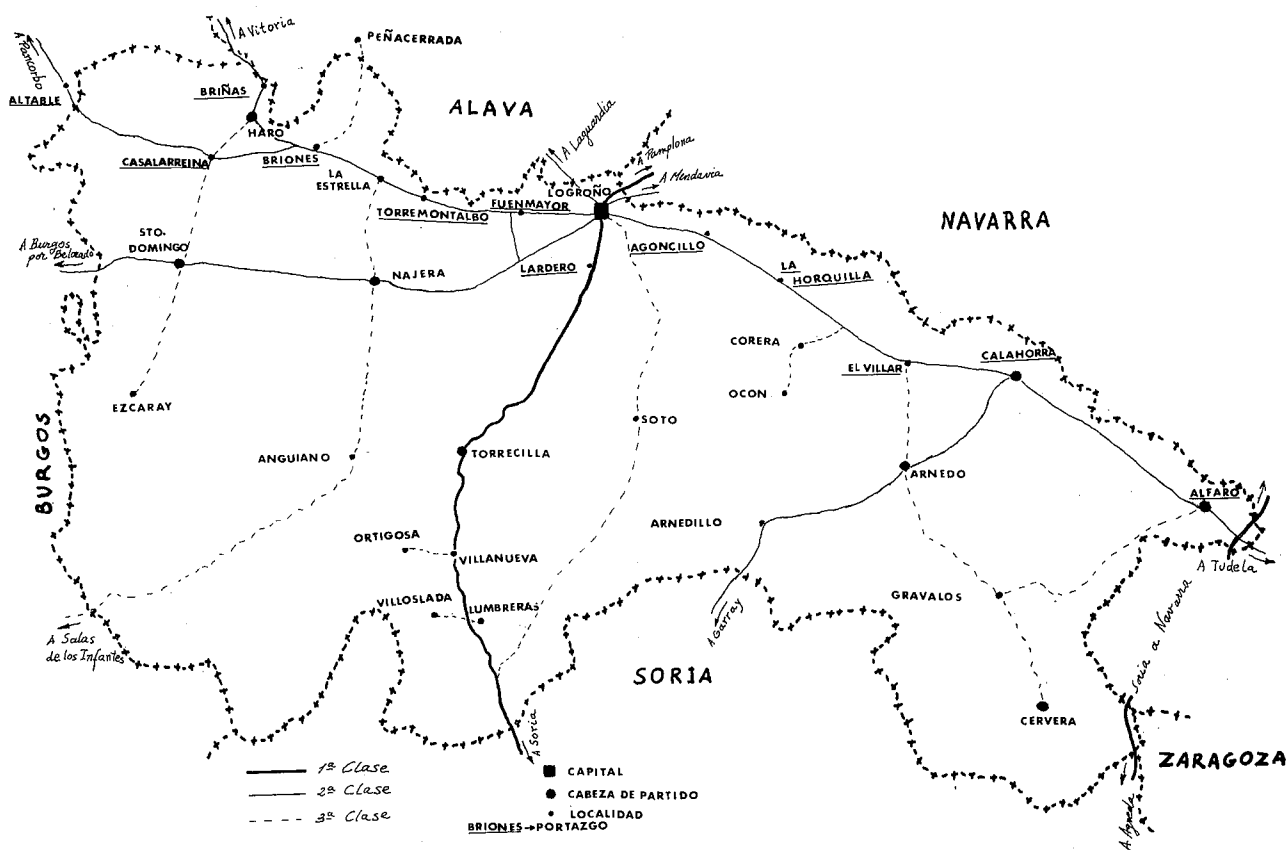 A Vitoria
A Pancorbo
PEÑACERRADA
ALTABLE
BRIÑAS
ALAVA
HARO
A Laguardia
A Pamplona
CASALARREINA
BRIONES
LA
ESTRELLA
A Mendavia
LOGROÑO
TORREMONTALBO
FUENMAYOR
NAVARRA
STO.
DOMINGO
A Burgos
por Belorado
AGONCILLO
NAJERA
LARDERO
LA
HORQUILLA
CORERA
CALAHORRA
EL VILLAR
OCON
EZCARAY
BURGOS
SOTO
ANGUIANO
TORRECILLA
ARNEDO
ALFARO
ARNEDILLO
ORTIGOSA
VILLANUEVA
A Tudela
GRAVALOS
VILLOSLADA
LUMBRERAS
A Garray
A Salas
de los Infantes
SORIA
Soria a Navarra
CERVERA
A Soria
ZARAGOZA
1ª Clase
2ª Clase
3ª Clase
CAPITAL
CABEZA DE PARTIDO
LOCALIDAD
BRIONES→PORTAZGO
A Agreda